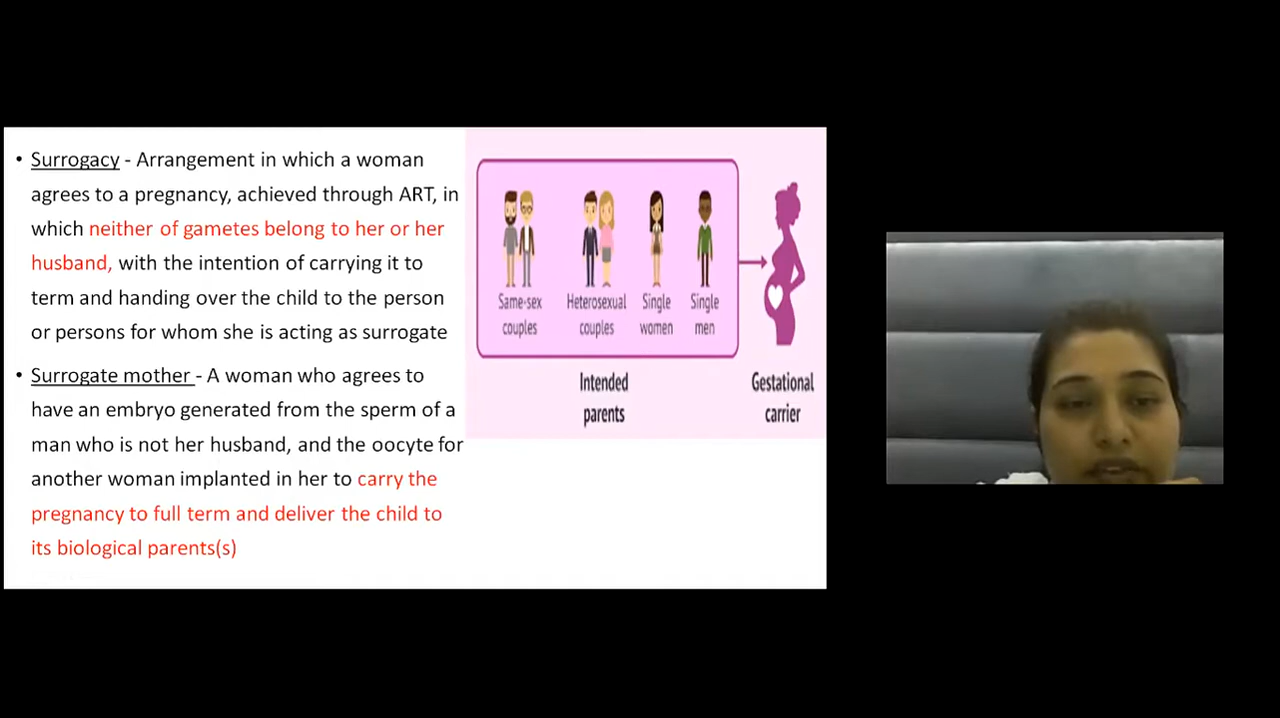 • Surrogacy - Arrangement in which a woman
agrees to a pregnancy, achieved through ART, in
which neither of gametes belong to her or her
husband, with the intention of carrying it to
term and handing over the child to the person
or persons for whom she is acting as surrogate
• Surrogate mother - A woman who agrees to
have an embryo generated from the sperm of a
man who is not her husband, and the oocyte for
another woman implanted in her to carry the
pregnancy to full term and deliver the child to
its biological parents(s)
Same-sex
couples
Heterosexual
couples
Single
women
Single
men
Intended
parents
Gestational
carrier